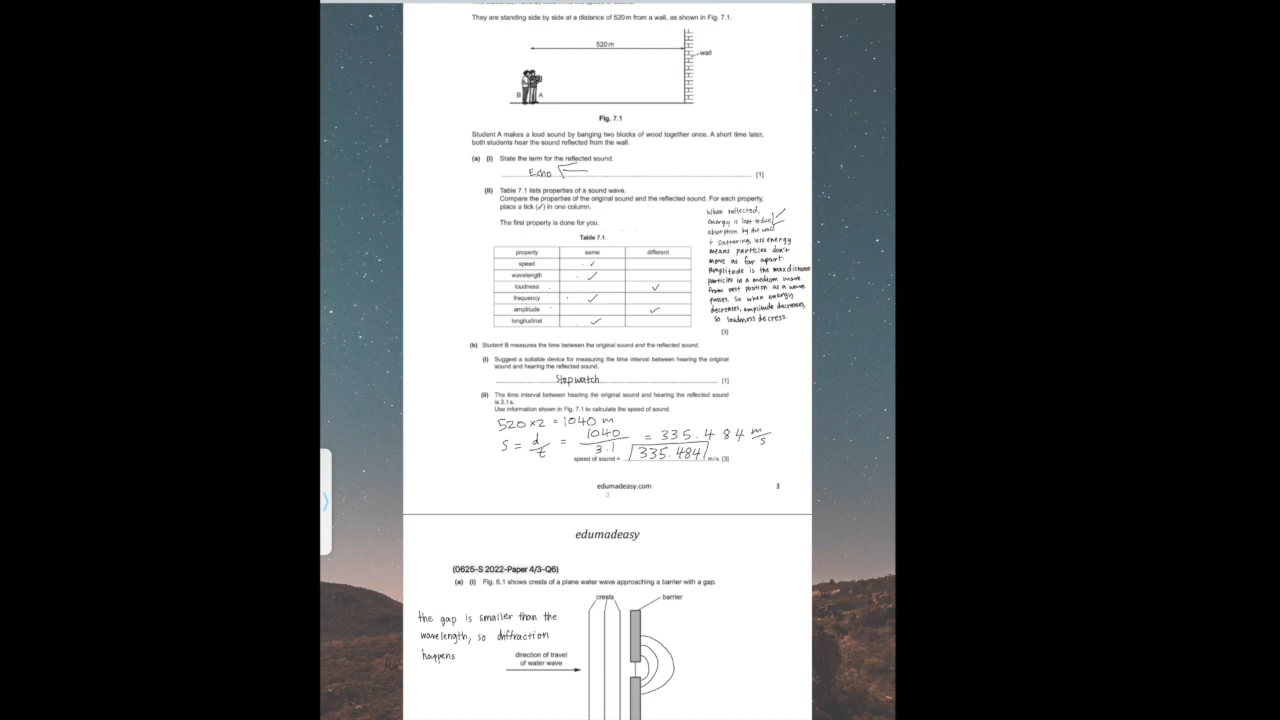 They are standing side by side at a distance of 520 m from a wall, as shown in Fig. 7.1.
520 m
wall
B A
Fig. 7.1
Student A makes a loud sound by banging two blocks of wood together once. A short time later,
both students hear the sound reflected from the wall.
(a) (i) State the term for the reflected sound.
Echo
[1]
(ii) Table 7.1 lists properties of a sound wave.
Compare the properties of the original sound and the reflected sound. For each property,
place a tick (✓) in one column.
The first property is done for you.
Table 7.1
property same different
speed ✓
wavelength ✓
loudness ✓
frequency ✓
amplitude ✓
longitudinal ✓
[3]
When reflected,
energy is lost due
absorption by the wall
+ scattering, less energy
means particles don't
move as far apart.
Amplitude is the max distance
particles in a medium move
from rest position as a wave
passes. So when energy
decreases, amplitude decreases,
so loudness decress.
(b) Student B measures the time between the original sound and the reflected sound.
(i) Suggest a suitable device for measuring the time interval between hearing the original
sound and hearing the reflected sound.
Stopwatch
[1]
(ii) The time interval between hearing the original sound and hearing the reflected sound
is 3.1 s.
Use information shown in Fig. 7.1 to calculate the speed of sound.
520 × 2 = 1040 m
s = d/t = 1040/3.1 = 335.484 m/s
speed of sound = 335.484 m/s [3]
edumadeasy.com 3
3
edumadeasy
(0625-S 2022-Paper 4/3-Q6)
(a) (i) Fig. 6.1 shows crests of a plane water wave approaching a barrier with a gap.
crests barrier
the gap is smaller than the
wavelength, so diffraction
happens
direction of travel
of water wave